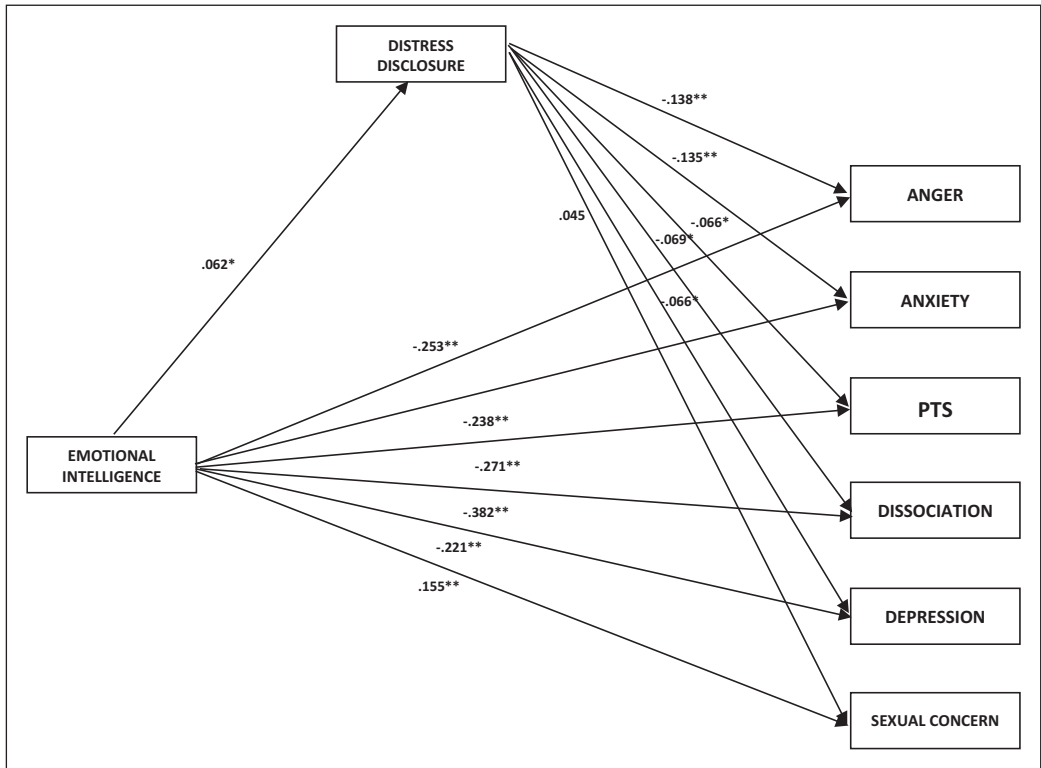 DISTRESS
DISCLOSURE
-.138**
-.135**
ANGER
.045
-.066*
-.069*
.062*
-.066*
ANXIETY
-.253**
PTS
-.238**
EMOTIONAL
INTELLIGENCE
-.271**
-.382**
DISSOCIATION
-.221**
.155**
DEPRESSION
SEXUAL CONCERN